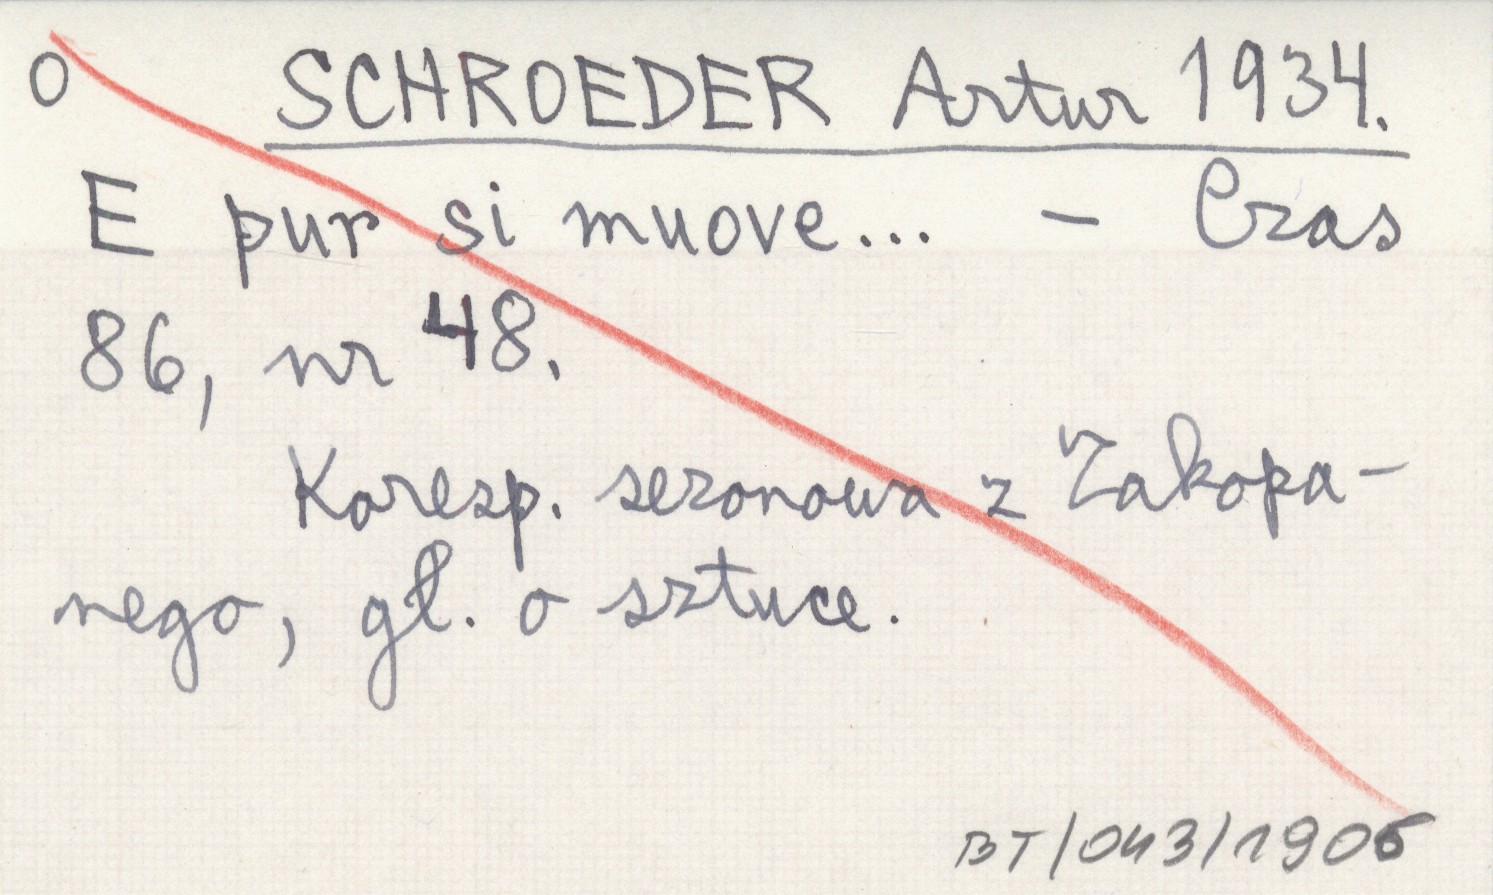 O SCHROEDER Artur 1934.
E pur si muove... - Czas
86, nr 48.
Koresp. sezonowa z Zakopa-
nego, gł. o sztuce.
BT/043/1906